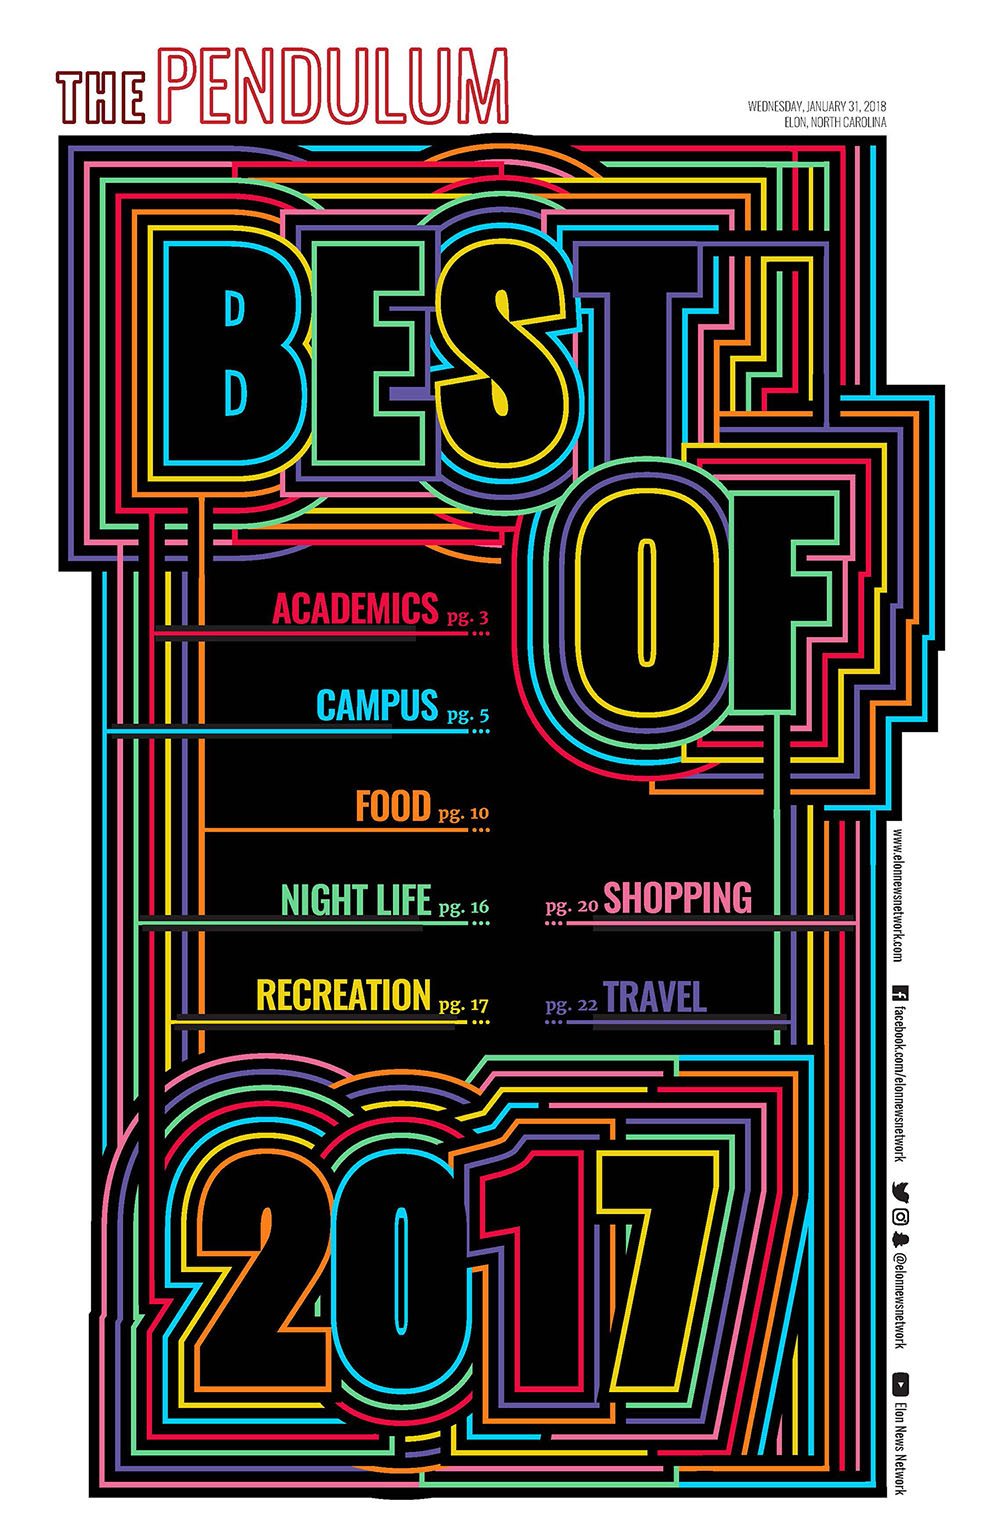 THE PENDULUM
WEDNESDAY, JANUARY 31, 2018
ELON, NORTH CAROLINA
BEST
OF
ACADEMICS pg. 3
CAMPUS pg. 5
FOOD pg. 10
NIGHT LIFE pg. 16
RECREATION pg. 17
pg. 20 SHOPPING
pg. 22 TRAVEL
2017
www.elonnewsnetwork.com
facebook.com/elonnewsnetwork
@elonnewsnetwork
Elon News Network